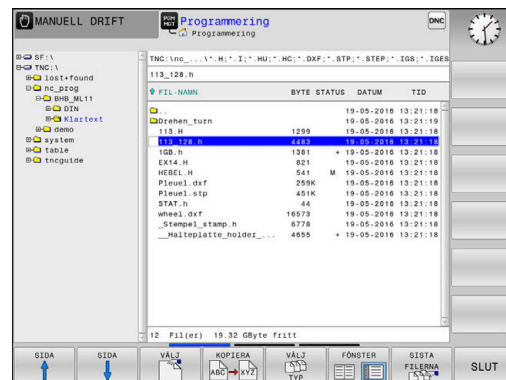 MANUELL DRIFT
PGM MGT Programmering
Programmering
DNC
SF:\
TNC:\
lost+found
nc_prog
BHB_ML11
DIN
Klartext
demo
system
table
tncguide
TNC:\nc_...\*.H;*.I;*.HU;*.HC;*.DXF;*.STP;*.STEP;*.IGS;*.IGES
113_128.h
FIL-NAMN BYTE STATUS DATUM TID
.. 19-05-2016 13:21:18
Drehen_turn 19-05-2016 13:21:19
113.H 1299 19-05-2016 13:21:18
113_128.h 4483 19-05-2016 13:21:18
1GB.h 1381 + 19-05-2016 13:21:18
EX14.H 821 19-05-2016 13:21:18
HEBEL.H 541 M 19-05-2016 13:21:18
Pleuel.dxf 259K 19-05-2016 13:21:18
Pleuel.stp 451K 19-05-2016 13:21:18
STAT.h 44 19-05-2016 13:21:18
wheel.dxf 16573 19-05-2016 13:21:18
_Stempel_stamp.h 6778 19-05-2016 13:21:18
__Halteplatte_holder_... 4655 + 19-05-2016 13:21:18
12 Fil(er) 19.32 GByte fritt
SIDA
SIDA
VÄLJ
KOPIERA
ABC XYZ
VÄLJ
TYP
FÖNSTER
SISTA
FILERNA
SLUT